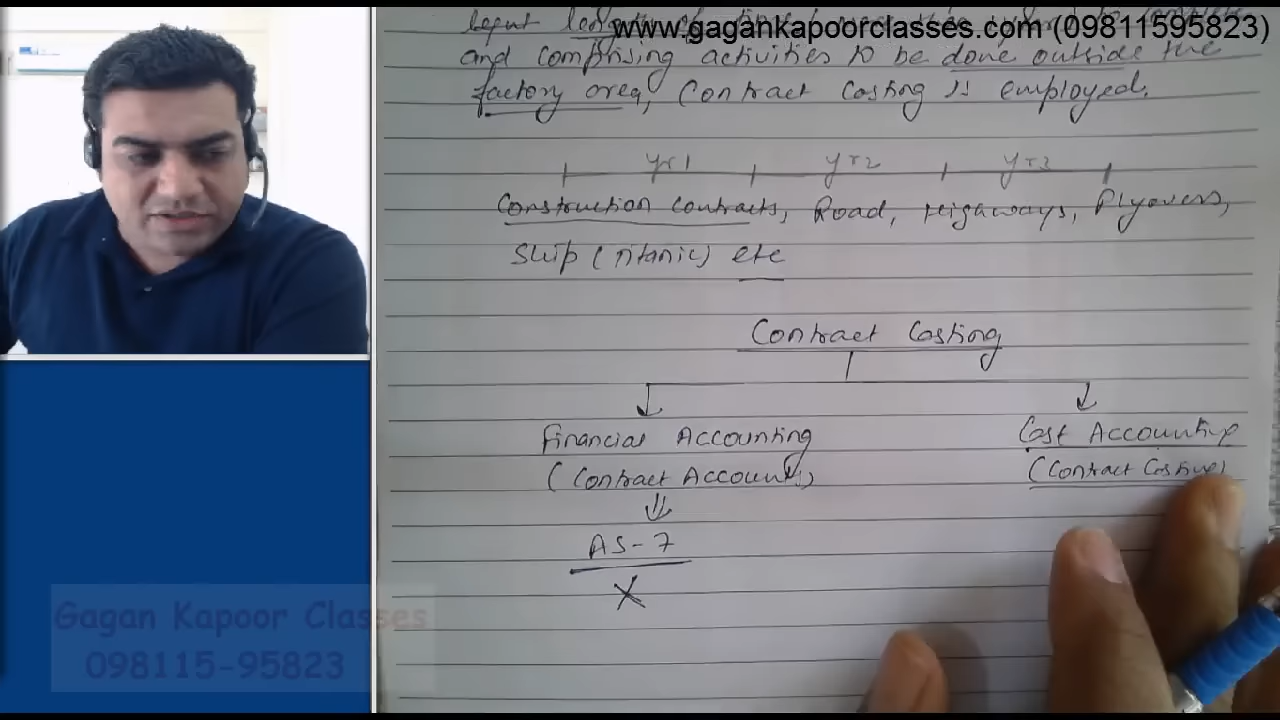 www.gagankapoorclasses.com (09811595823)
and comprising activities to be done outside the
factory area, Contract Costing is employed.
yr1 yr2 yr3
Construction contracts, Road, Highways, Flyovers,
Ship (Titanic) etc
Contract Costing
Financial Accounting Cost Accounting
(Contract Accounts) (Contract Costing)
AS-7
X
Gagan Kapoor Classes
098115-95823